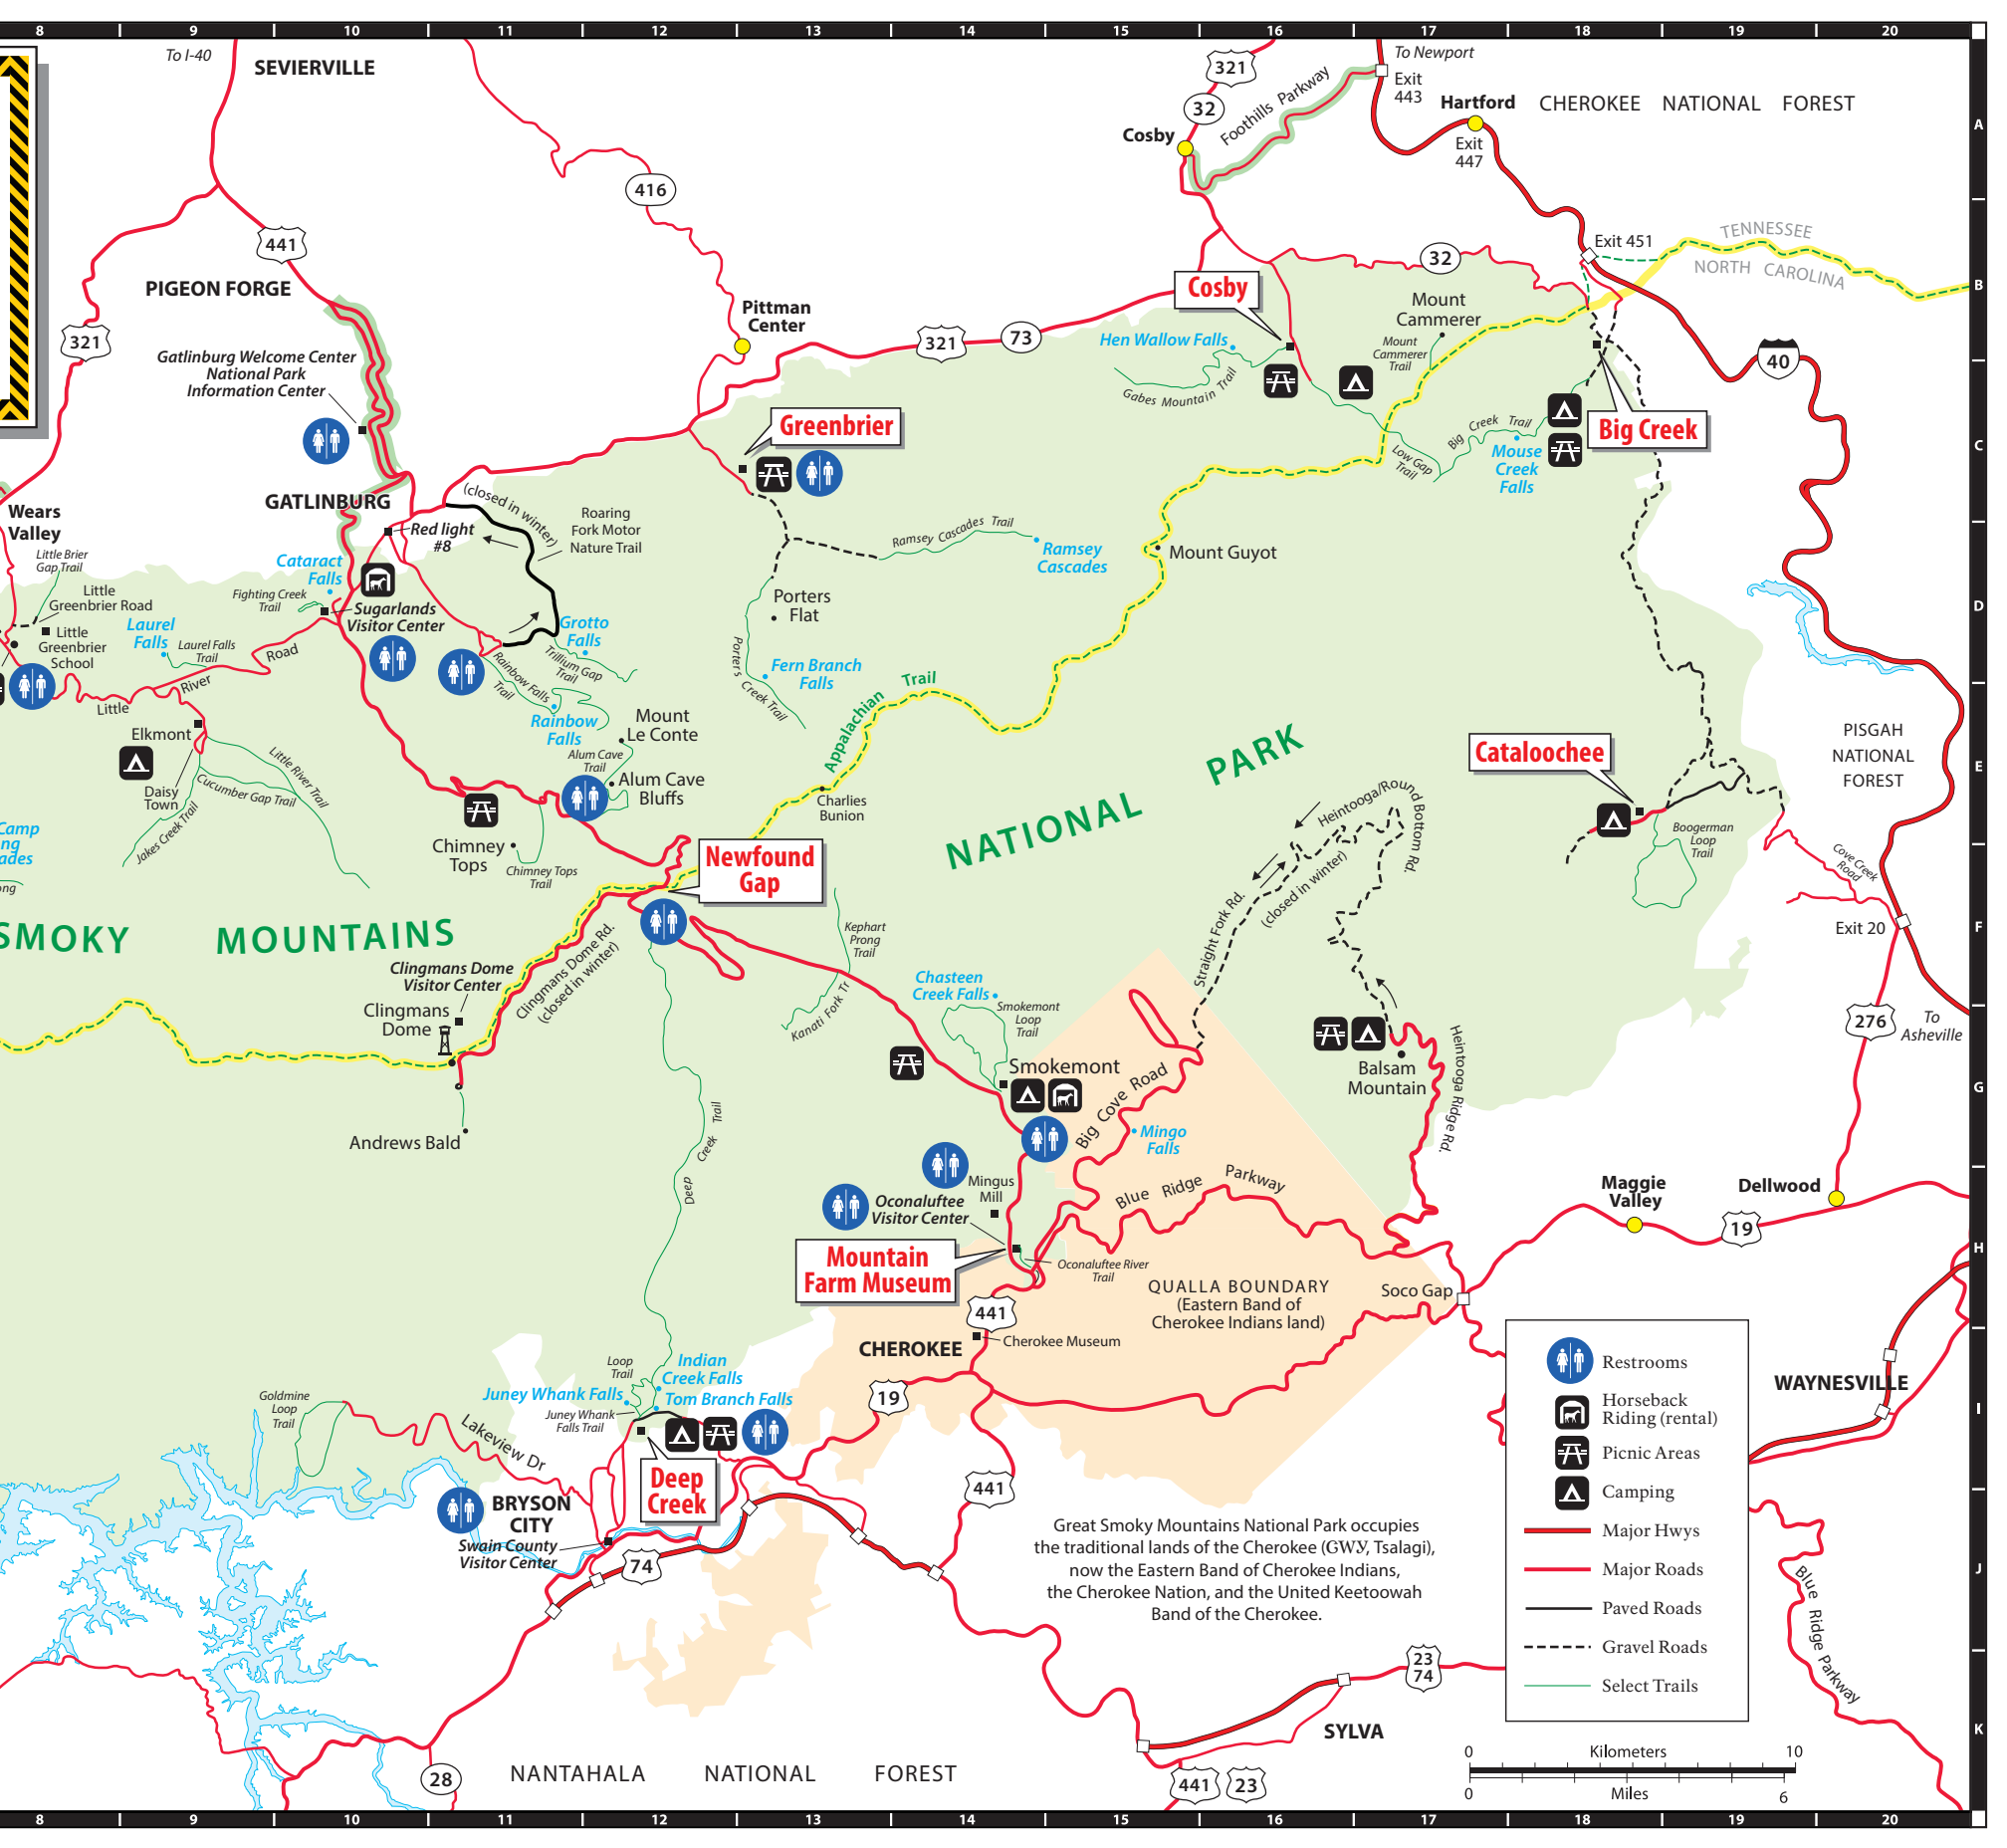 8 9 10 11 12 13 14 15 16 17 18 19 20
To I-40
SEVIERVILLE
321
To Newport
Exit
443
Hartford
CHEROKEE NATIONAL FOREST
32
Foothills Parkway
Cosby
Exit
447
A
416
441
Exit 451
TENNESSEE
NORTH CAROLINA
32
B
PIGEON FORGE
Cosby
Mount
Cammerer
321
Pittman
Center
321
73
Hen Wallow Falls
Mount
Cammerer
Trail
40
Gatlinburg Welcome Center
National Park
Information Center
Gabes Mountain Trail
Greenbrier
Big Creek
Big Creek Trail
C
Low Gap
Trail
Mouse
Creek
Falls
GATLINBURG
(closed in winter)
Wears
Valley
Red light
#8
Roaring
Fork Motor
Nature Trail
Ramsey Cascades Trail
Ramsey
Cascades
Mount Guyot
Little Brier
Gap Trail
Cataract
Falls
Little
Greenbrier Road
Fighting Creek
Trail
Sugarlands
Visitor Center
Porters
Flat
D
Laurel
Falls
Little
Greenbrier
School
Laurel Falls
Trail
Grotto
Falls
Road
Trillium Gap
Trail
Rainbow Falls
Trail
Porter's Creek Trail
Fern Branch
Falls
River
Little
Appalachian Trail
Rainbow
Falls
Mount
Le Conte
Elkmont
PISGAH
NATIONAL
FOREST
Cataloochee
PARK
Little River Trail
Alum Cave
Trail
E
Alum Cave
Bluffs
Daisy
Town
Cucumber Gap Trail
Charlies
Bunion
Heintooga/Round Bottom Rd.
NATIONAL
Camp
ng
ades
Jakes Creek Trail
Boogerman
Loop
Trail
Chimney
Tops
Chimney Tops
Trail
Newfound
Gap
Cove Creek
Road
ong
(closed in winter)
Straight Fork Rd.
SMOKY MOUNTAINS
Kephart
Prong
Trail
Exit 20
F
Clingmans Dome Rd.
(closed in winter)
Clingmans Dome
Visitor Center
Chasteen
Creek Falls
Kanati Fork Tr
Clingmans
Dome
Smokemont
Loop
Trail
276
To
Asheville
Smokemont
Balsam
Mountain
Heintooga Ridge Rd.
G
Big Cove Road
Andrews Bald
Deep Creek Trail
Mingo
Falls
Mingus
Mill
Blue Ridge Parkway
Maggie
Valley
Dellwood
Oconaluftee
Visitor Center
19
Mountain
Farm Museum
H
Oconaluftee River
Trail
QUALLA BOUNDARY
(Eastern Band of
Cherokee Indians land)
Soco Gap
441
CHEROKEE
Cherokee Museum
Restrooms
Loop
Trail
Indian
Creek Falls
Juney Whank Falls
Tom Branch Falls
19
WAYNESVILLE
Goldmine
Loop
Trail
Juney Whank
Falls Trail
Horseback
Riding (rental)
I
Lakeview Dr
Picnic Areas
Deep
Creek
441
Camping
BRYSON
CITY
Major Hwys
Swain County
Visitor Center
74
Great Smoky Mountains National Park occupies
the traditional lands of the Cherokee (ᏣᎳᎩ, Tsalagi),
now the Eastern Band of Cherokee Indians,
the Cherokee Nation, and the United Keetoowah
Band of the Cherokee.
Major Roads
J
Paved Roads
Blue Ridge Parkway
Gravel Roads
23
74
Select Trails
SYLVA
K
0 Kilometers 10
0 Miles 6
28
NANTAHALA NATIONAL FOREST
441
23
8 9 10 11 12 13 14 15 16 17 18 19 20